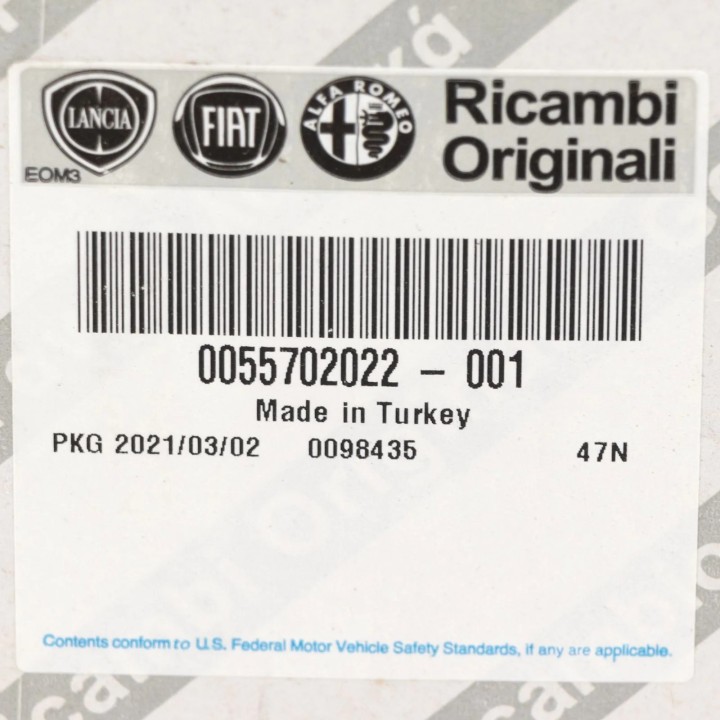 LANCIA FIAT ALFA ROMEO Ricambi
Originali
EOM3
0055702022 – 001
Made in Turkey
PKG 2021/03/02 0098435 47N
Contents conform to U.S. Federal Motor Vehicle Safety Standards, if any are applicable.